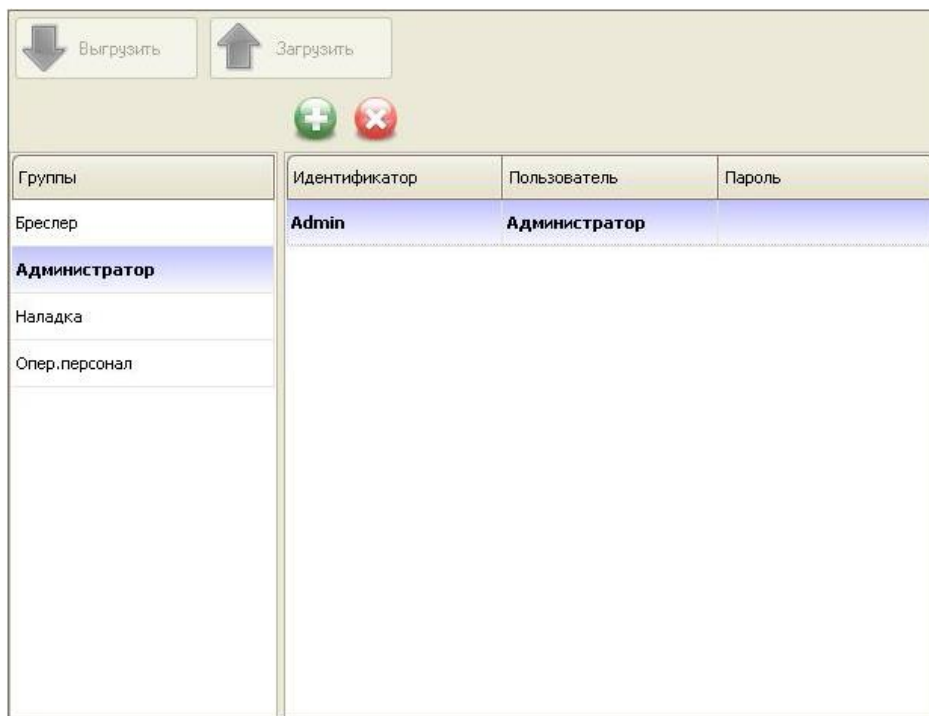 Выгрузить
Загрузить
Группы
Идентификатор Пользователь Пароль
Бреслер
Admin Администратор
Администратор
Наладка
Опер.персонал